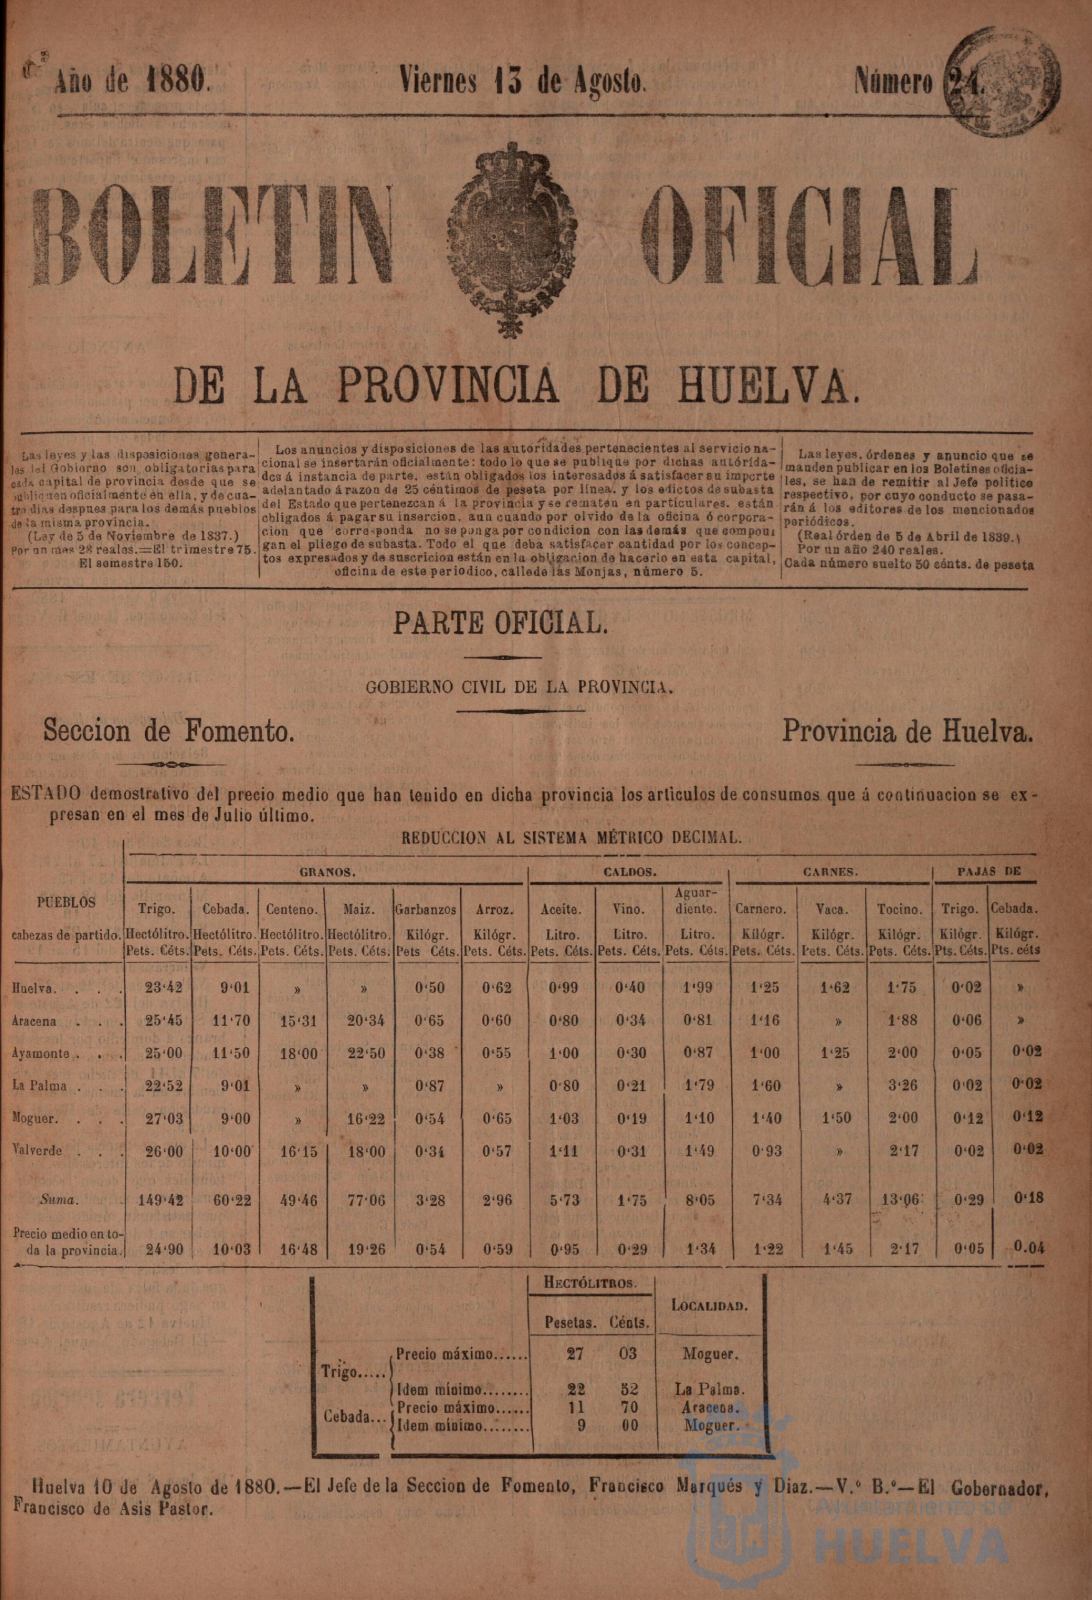 Año de 1880. Viernes 13 de Agosto. Número 24.
BOLETIN OFICIAL
DE LA PROVINCIA DE HUELVA.
Las leyes y las disposiciones genera-
les del Gobierno son obligatorias para
cada capital de provincia desde que se
publiquen oficialmente en ella, y de cua-
tro dias despues para los demás pueblos
de la misma provincia.
(Ley de 5 de Noviembre de 1837.)
Por un mes 28 reales.=El trimestre 75.
El semestre 150.
Los anuncios y disposiciones de las autoridades pertenecientes al servicio na-
cional se insertarán oficialmente: todo lo que se publique por dichas autorida-
des á instancia de parte, están obligados los interesados á satisfacer su importe
adelantado á razon de 25 céntimos de peseta por línea, y los edictos de subasta
del Estado que pertenezcan á la provincia y se rematen en particulares, están
obligados á pagar su insercion, aun cuando por olvido de la oficina ó corpora-
cion que corresponda no se ponga por condicion con las demás que compon-
gan el pliego de subasta. Todo el que deba satisfacer cantidad por los concep-
tos expresados y de suscricion están en la obligacion de hacerlo en esta capital,
oficina de este periodico, calle de las Monjas, número 5.
Las leyes, órdenes y anuncio que se
manden publicar en los Boletines oficia-
les, se han de remitir al Jefe politico
respectivo, por cuyo conducto se pasa-
rán á los editores de los mencionados
periódicos.
(Real órden de 5 de Abril de 1839.)
Por un año 240 reales.
Cada número suelto 50 cénts. de peseta
PARTE OFICIAL.
GOBIERNO CIVIL DE LA PROVINCIA.
Seccion de Fomento. Provincia de Huelva.
ESTADO demostrativo del precio medio que han tenido en dicha provincia los articulos de consumos que á continuacion se ex-
presan en el mes de Julio último.
REDUCCION AL SISTEMA MÉTRICO DECIMAL.
GRANOS. CALDOS. CARNES. PAJAS DE
PUEBLOS
cabezas de partido.
Trigo. Cebada. Centeno. Maiz. Garbanzos Arroz. Aceite. Vino. Aguar-
diente. Carnero. Vaca. Tocino. Trigo. Cebada.
Hectólitro. Hectólitro. Hectólitro. Hectólitro. Kilógr. Kilógr. Litro. Litro. Litro. Kilógr. Kilógr. Kilógr. Kilógr. Kilógr.
Pets. Céts. Pets. Céts. Pets. Céts. Pets. Céts. Pets Céts. Pets. Céts. Pets. Céts. Pets. Céts. Pets. Céts. Pets. Céts. Pets. Céts. Pets. Céts. Pts. Céts. Pts. céts
Huelva. . . . 23‘42 9‘01 » » 0‘50 0‘62 0‘99 0‘40 1‘99 1‘25 1‘62 1‘75 0‘02 »
Aracena . . . 25‘45 11‘70 15‘31 20‘34 0‘65 0‘60 0‘80 0‘34 0‘81 1‘16 » 1‘88 0‘06 »
Ayamonte . . . 25‘00 11‘50 18‘00 22‘50 0‘38 0‘55 1‘00 0‘30 0‘87 1‘00 1‘25 2‘00 0‘05 0‘02
La Palma . . . 22‘52 9‘01 » » 0‘87 » 0‘80 0‘21 1‘79 1‘60 » 3‘26 0‘02 0‘02
Moguer. . . . 27‘03 9‘00 » 16‘22 0‘54 0‘65 1‘03 0‘19 1‘10 1‘40 1‘50 2‘00 0‘12 0‘12
Valverde . . . 26‘00 10‘00 16‘15 18‘00 0‘34 0‘57 1‘11 0‘31 1‘49 0‘93 » 2‘17 0‘02 0‘02
Suma. 149‘42 60‘22 49‘46 77‘06 3‘28 2‘96 5‘73 1‘75 8‘05 7‘34 4‘37 13‘06 0‘29 0‘18
Precio medio en to-
da la provincia. 24‘90 10‘03 16‘48 19‘26 0‘54 0‘59 0‘95 0‘29 1‘34 1‘22 1‘45 2‘17 0‘05 0.04
HECTÓLITROS. LOCALIDAD.
Pesetas. Cénts.
Trigo..... Precio máximo...... 27 03 Moguer.
Idem mínimo........ 22 52 La Palma.
Cebada... Precio máximo...... 11 70 Aracena.
Idem mínimo........ 9 00 Moguer.
Huelva 10 de Agosto de 1880.—El Jefe de la Seccion de Fomento, Francisco Marqués y Diaz.—V.° B.°—El Gobernador,
Francisco de Asis Pastor.
Ayuntamiento de
HUELVA